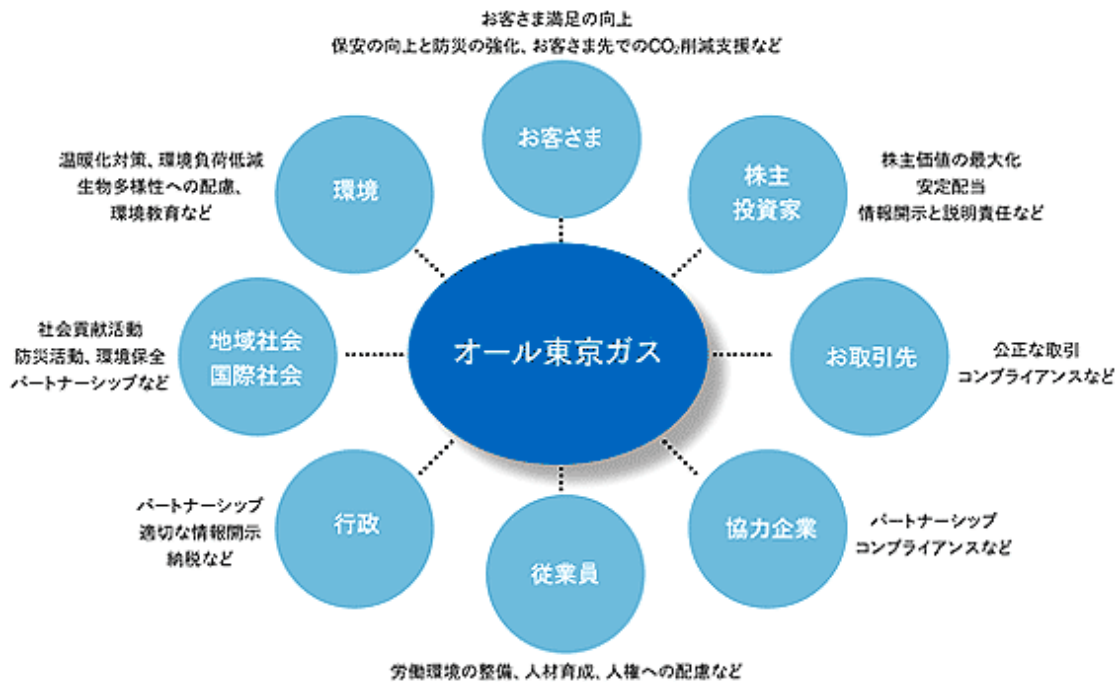 お客さま満足の向上
保安の向上と防災の強化、お客さま先でのCO₂削減支援など
お客さま
温暖化対策、環境負荷低減
生物多様性への配慮、
環境教育など
環境
株主
投資家
株主価値の最大化
安定配当
情報開示と説明責任など
社会貢献活動
防災活動、環境保全
パートナーシップなど
地域社会
国際社会
オール東京ガス
お取引先
公正な取引
コンプライアンスなど
パートナーシップ
適切な情報開示
納税など
行政
従業員
労働環境の整備、人材育成、人権への配慮など
協力企業
パートナーシップ
コンプライアンスなど